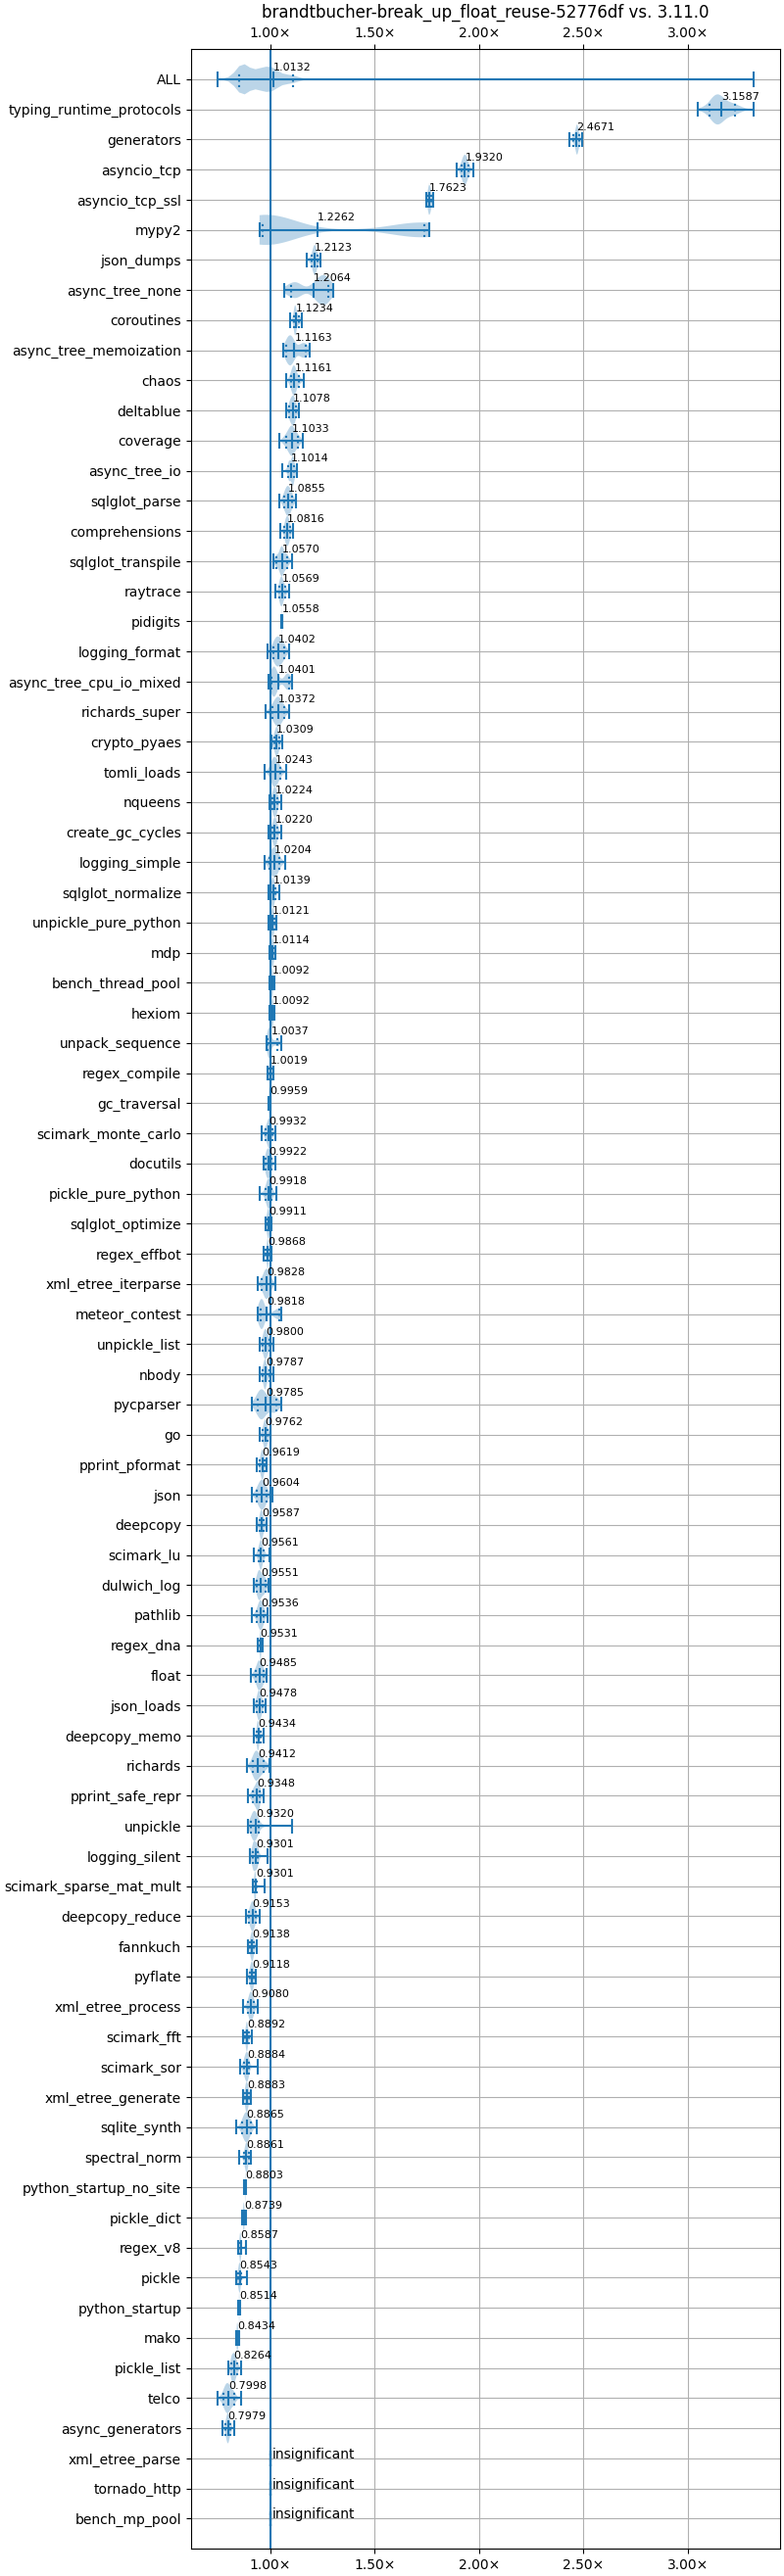 brandtbucher-break_up_float_reuse-52776df vs. 3.11.0
1.00× 1.50× 2.00× 2.50× 3.00×
ALL 1.0132
typing_runtime_protocols 3.1587
generators 2.4671
asyncio_tcp 1.9320
asyncio_tcp_ssl 1.7623
mypy2 1.2262
json_dumps 1.2123
async_tree_none 1.2064
coroutines 1.1234
async_tree_memoization 1.1163
chaos 1.1161
deltablue 1.1078
coverage 1.1033
async_tree_io 1.1014
sqlglot_parse 1.0855
comprehensions 1.0816
sqlglot_transpile 1.0570
raytrace 1.0569
pidigits 1.0558
logging_format 1.0402
async_tree_cpu_io_mixed 1.0401
richards_super 1.0372
crypto_pyaes 1.0309
tomli_loads 1.0243
nqueens 1.0224
create_gc_cycles 1.0220
logging_simple 1.0204
sqlglot_normalize 1.0139
unpickle_pure_python 1.0121
mdp 1.0114
bench_thread_pool 1.0092
hexiom 1.0092
unpack_sequence 1.0037
regex_compile 1.0019
gc_traversal 0.9959
scimark_monte_carlo 0.9932
docutils 0.9922
pickle_pure_python 0.9918
sqlglot_optimize 0.9911
regex_effbot 0.9868
xml_etree_iterparse 0.9828
meteor_contest 0.9818
unpickle_list 0.9800
nbody 0.9787
pycparser 0.9785
go 0.9762
pprint_pformat 0.9619
json 0.9604
deepcopy 0.9587
scimark_lu 0.9561
dulwich_log 0.9551
pathlib 0.9536
regex_dna 0.9531
float 0.9485
json_loads 0.9478
deepcopy_memo 0.9434
richards 0.9412
pprint_safe_repr 0.9348
unpickle 0.9320
logging_silent 0.9301
scimark_sparse_mat_mult 0.9301
deepcopy_reduce 0.9153
fannkuch 0.9138
pyflate 0.9118
xml_etree_process 0.9080
scimark_fft 0.8892
scimark_sor 0.8884
xml_etree_generate 0.8883
sqlite_synth 0.8865
spectral_norm 0.8861
python_startup_no_site 0.8803
pickle_dict 0.8739
regex_v8 0.8587
pickle 0.8543
python_startup 0.8514
mako 0.8434
pickle_list 0.8264
telco 0.7998
async_generators 0.7979
xml_etree_parse insignificant
tornado_http insignificant
bench_mp_pool insignificant
1.00× 1.50× 2.00× 2.50× 3.00×